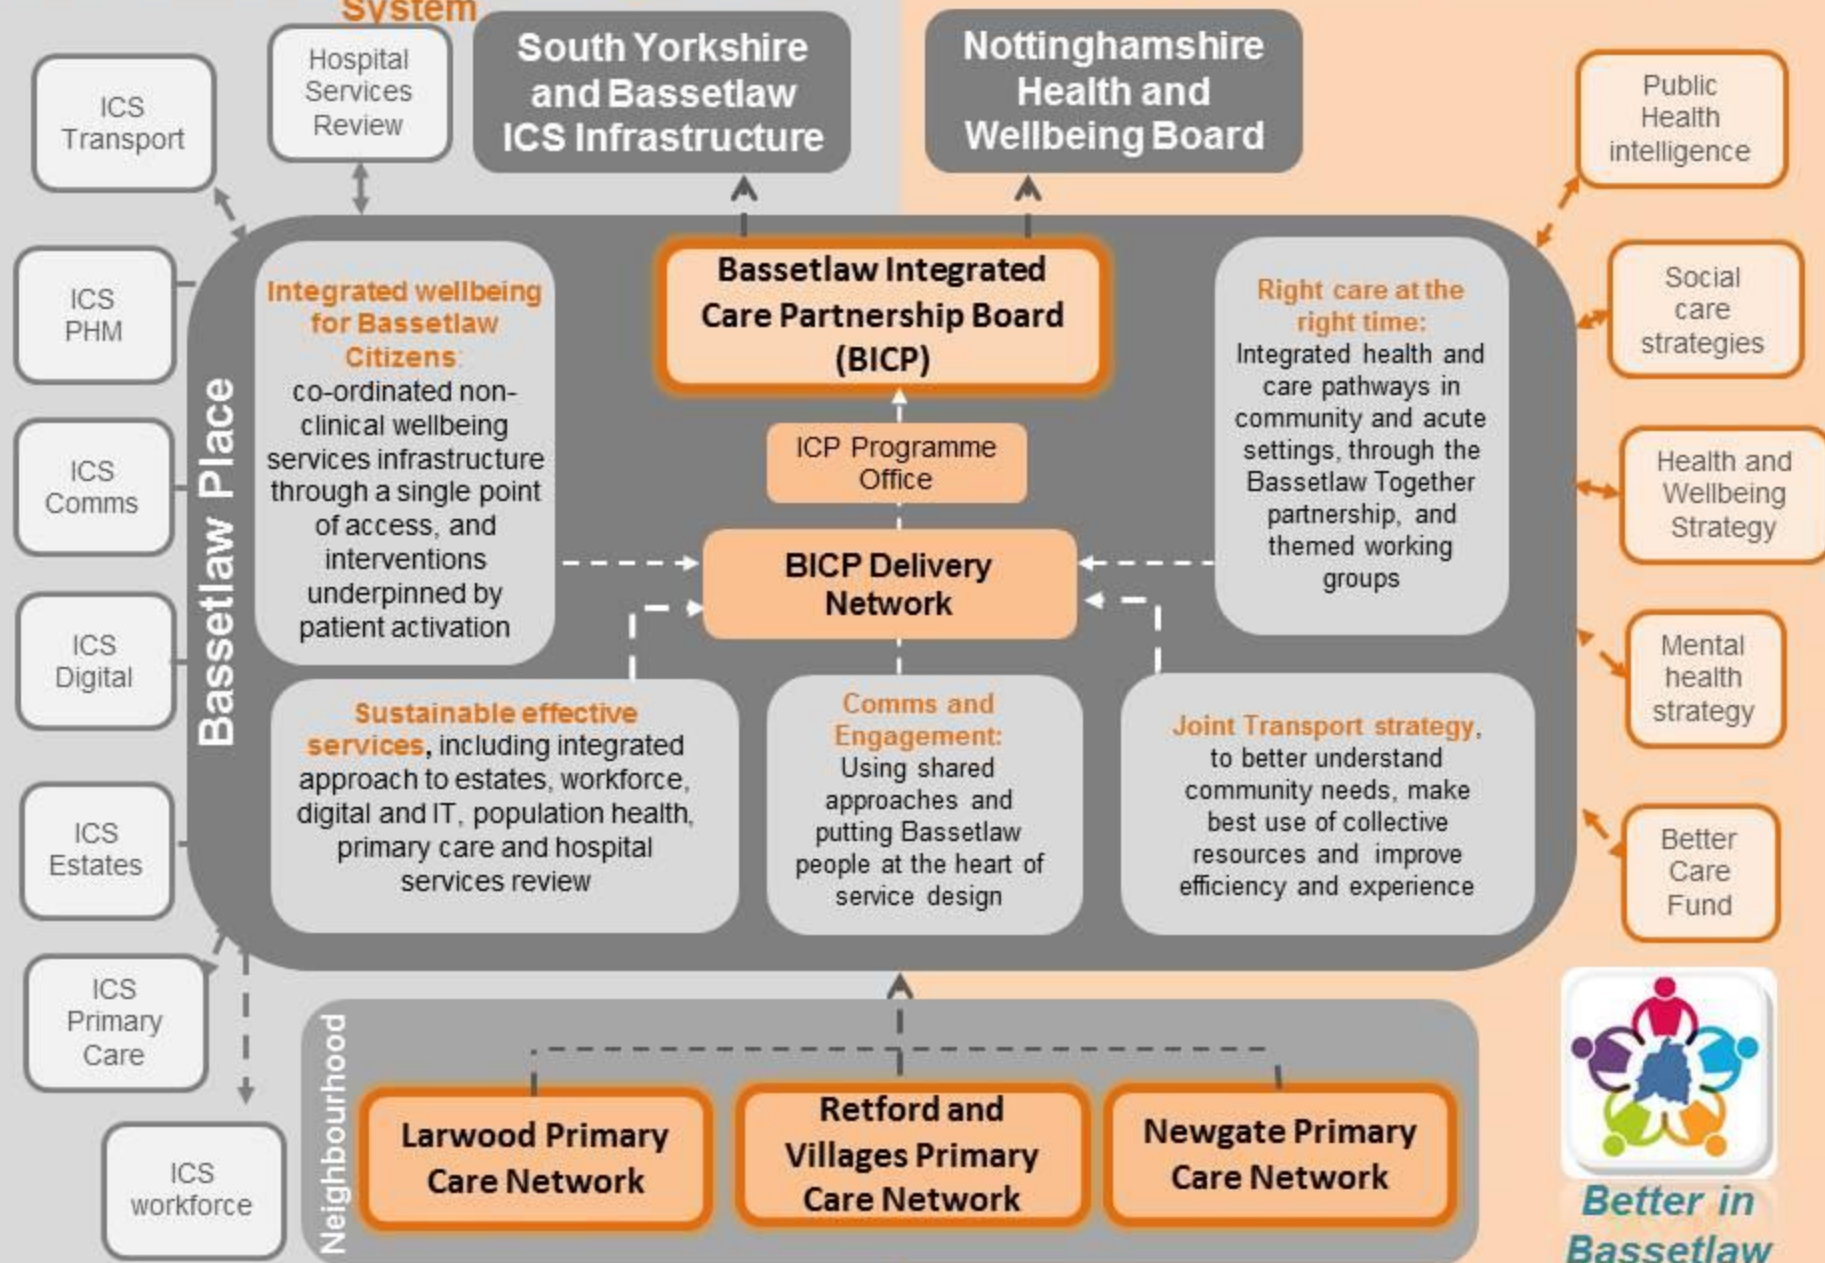 System
ICS
Transport
Hospital
Services
Review
South Yorkshire
and Bassetlaw
ICS Infrastructure
Nottinghamshire
Health and
Wellbeing Board
Public
Health
intelligence
ICS
PHM
ICS
Comms
ICS
Digital
ICS
Estates
ICS
Primary
Care
ICS
workforce
Bassetlaw Place
Integrated wellbeing
for Bassetlaw
Citizens:
co-ordinated non-
clinical wellbeing
services infrastructure
through a single point
of access, and
interventions
underpinned by
patient activation
Bassetlaw Integrated
Care Partnership Board
(BICP)
ICP Programme
Office
BICP Delivery
Network
Right care at the
right time:
Integrated health and
care pathways in
community and acute
settings, through the
Bassetlaw Together
partnership, and
themed working
groups
Sustainable effective
services, including integrated
approach to estates, workforce,
digital and IT, population health,
primary care and hospital
services review
Comms and
Engagement:
Using shared
approaches and
putting Bassetlaw
people at the heart of
service design
Joint Transport strategy,
to better understand
community needs, make
best use of collective
resources and improve
efficiency and experience
Social
care
strategies
Health and
Wellbeing
Strategy
Mental
health
strategy
Better
Care
Fund
Neighbourhood
Larwood Primary
Care Network
Retford and
Villages Primary
Care Network
Newgate Primary
Care Network
Better in
Bassetlaw